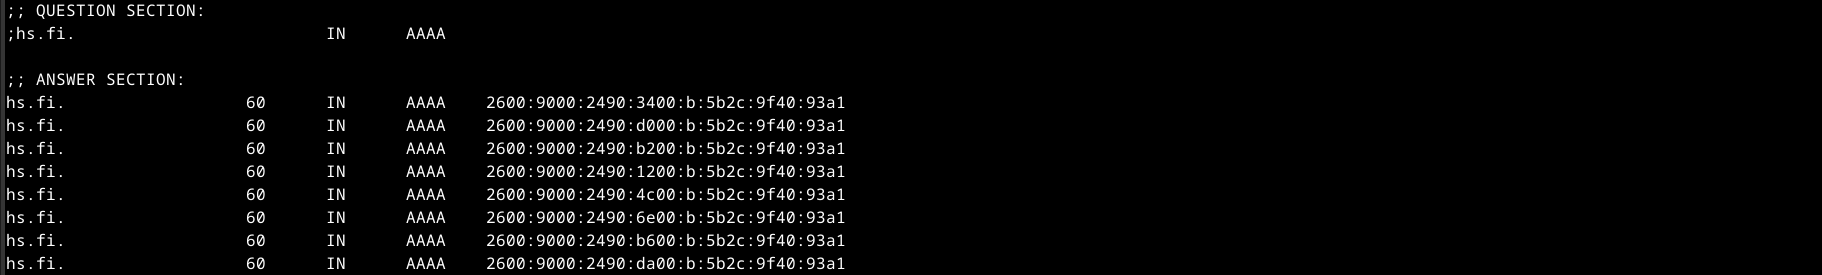 ;; QUESTION SECTION:
;hs.fi. IN AAAA
;; ANSWER SECTION:
hs.fi. 60 IN AAAA 2600:9000:2490:3400:b:5b2c:9f40:93a1
hs.fi. 60 IN AAAA 2600:9000:2490:d000:b:5b2c:9f40:93a1
hs.fi. 60 IN AAAA 2600:9000:2490:b200:b:5b2c:9f40:93a1
hs.fi. 60 IN AAAA 2600:9000:2490:1200:b:5b2c:9f40:93a1
hs.fi. 60 IN AAAA 2600:9000:2490:4c00:b:5b2c:9f40:93a1
hs.fi. 60 IN AAAA 2600:9000:2490:6e00:b:5b2c:9f40:93a1
hs.fi. 60 IN AAAA 2600:9000:2490:b600:b:5b2c:9f40:93a1
hs.fi. 60 IN AAAA 2600:9000:2490:da00:b:5b2c:9f40:93a1